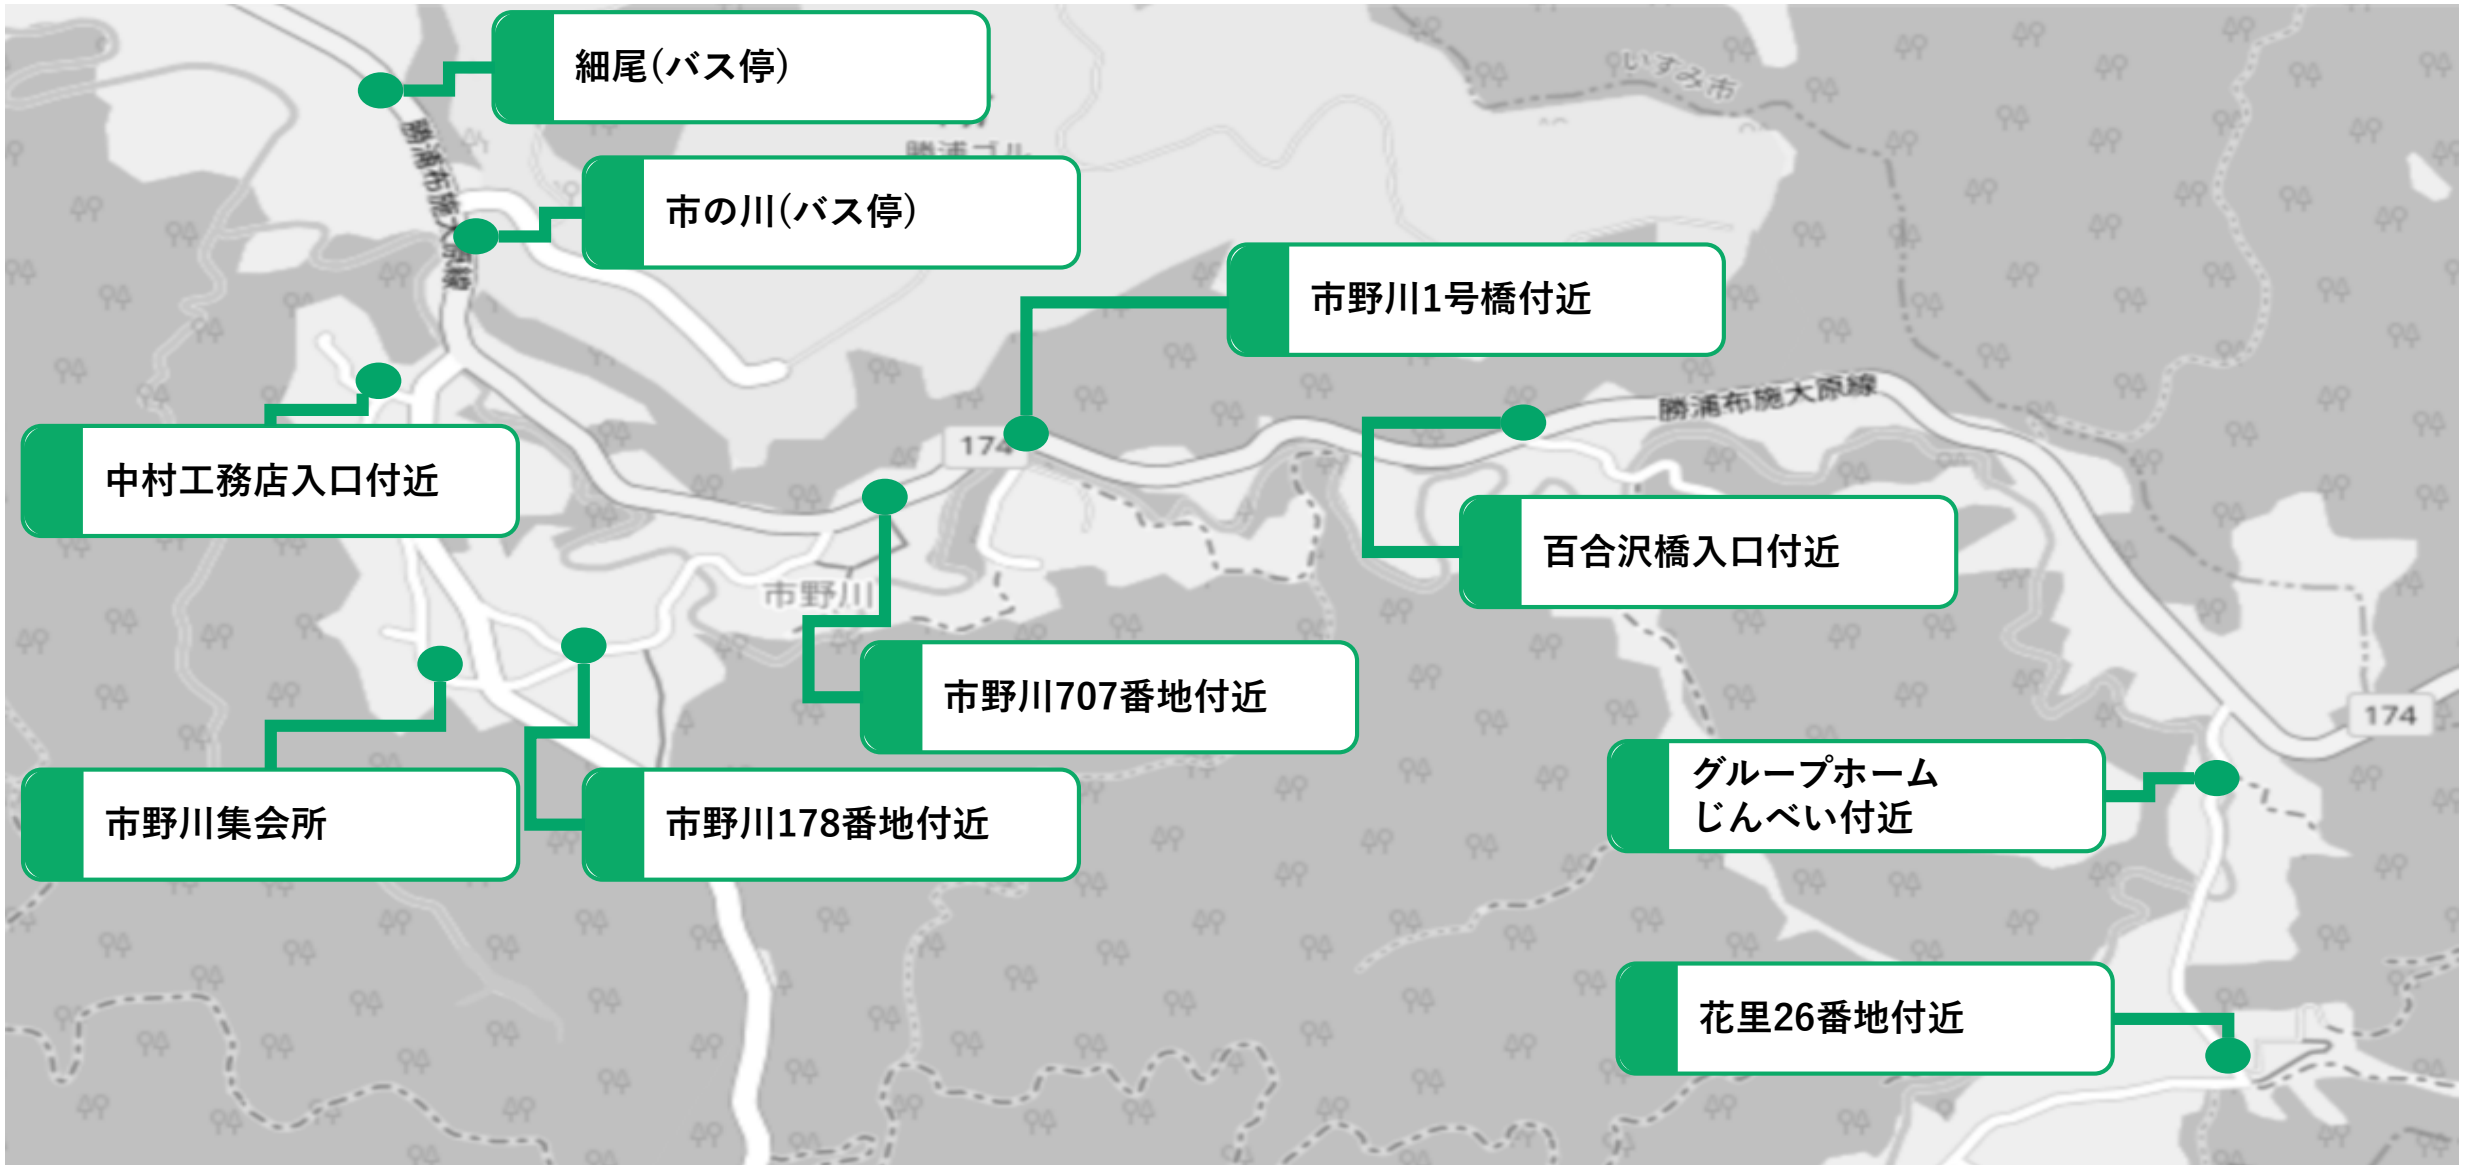 細尾(バス停)
いすみ市
勝浦布施大原線
勝浦ゴル
市の川(バス停)
市野川1号橋付近
勝浦布施大原線
174
中村工務店入口付近
百合沢橋入口付近
市野川
市野川707番地付近
174
グループホーム
じんべい付近
市野川集会所
市野川178番地付近
花里26番地付近